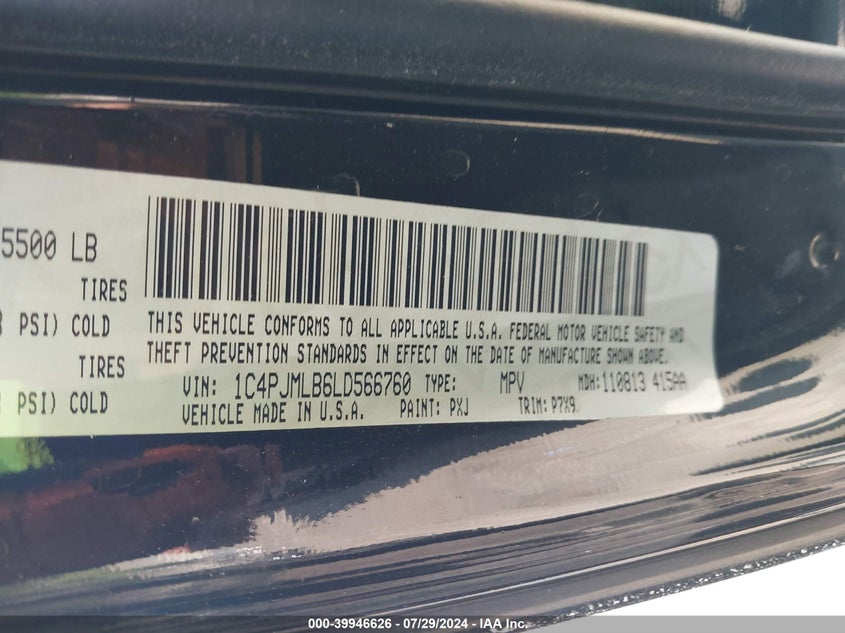 5500 LB
TIRES
PSI) COLD
TIRES
PSI) COLD
THIS VEHICLE CONFORMS TO ALL APPLICABLE U.S.A. FEDERAL MOTOR VEHICLE SAFETY AND
THEFT PREVENTION STANDARDS IN EFFECT ON THE DATE OF MANUFACTURE SHOWN ABOVE.
VIN: 1C4PJMLB6LD566760 TYPE: MPV MDH:110813 415AA
VEHICLE MADE IN U.S.A. PAINT: PXJ TRIM: P7X9
000-39946626 - 07/29/2024 - IAA Inc.